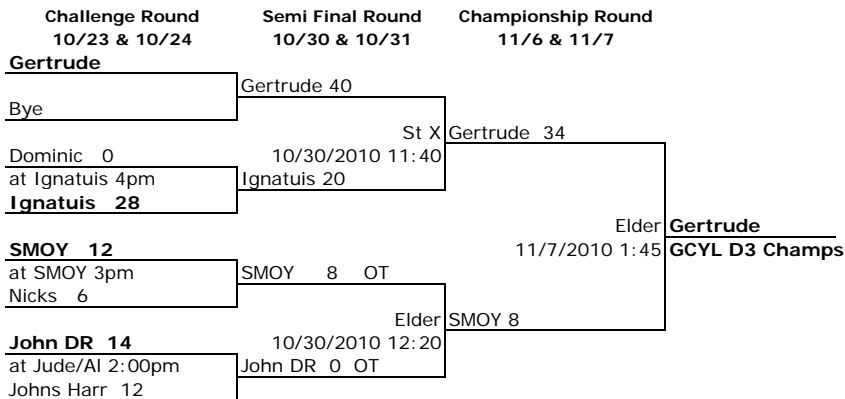 Challenge Round Semi Final Round Championship Round
10/23 & 10/24 10/30 & 10/31 11/6 & 11/7
Gertrude
Gertrude 40
Bye
St X Gertrude 34
Dominic 0 10/30/2010 11:40
at Ignatuis 4pm Ignatuis 20
Ignatuis 28
Elder Gertrude
SMOY 12 11/7/2010 1:45 GCYL D3 Champs
at SMOY 3pm SMOY 8 OT
Nicks 6
Elder SMOY 8
John DR 14 10/30/2010 12:20
at Jude/Al 2:00pm John DR 0 OT
Johns Harr 12